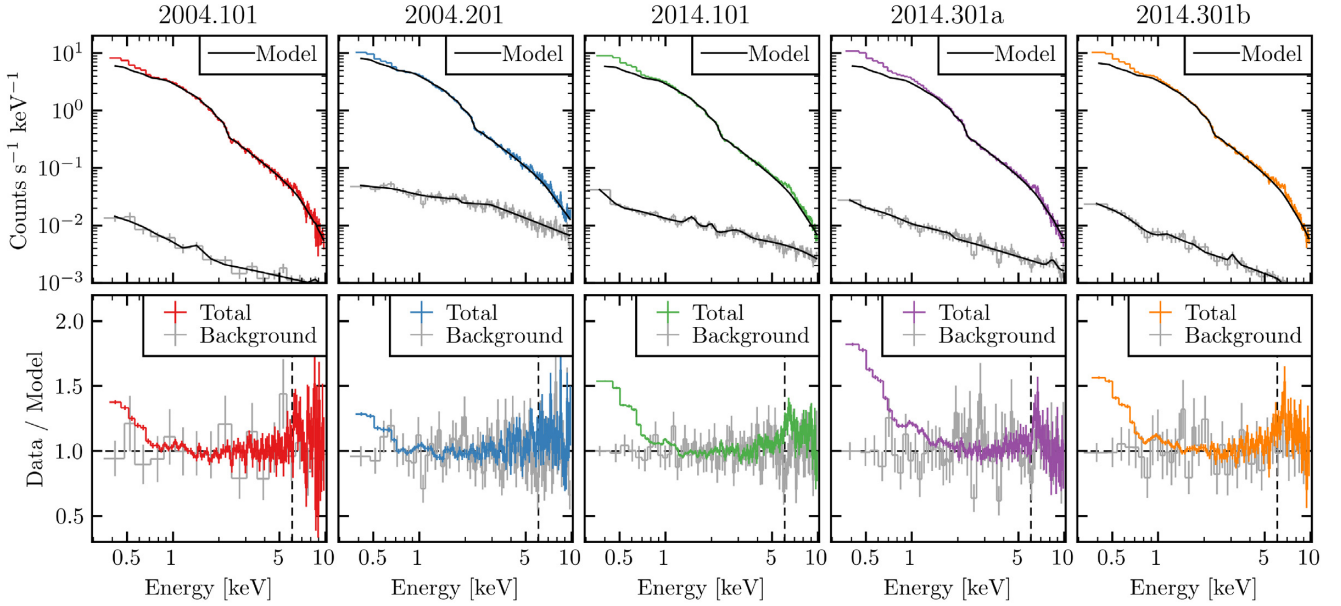 2004.101 2004.201 2014.101 2014.301a 2014.301b
Model Model Model Model Model
10¹
10⁰
10⁻¹
10⁻²
10⁻³
Counts s⁻¹ keV⁻¹
Total Total Total Total Total
Background Background Background Background Background
2.0
1.5
1.0
0.5
Data / Model
0.5 1 5 10 0.5 1 5 10 0.5 1 5 10 0.5 1 5 10 0.5 1 5 10
Energy [keV] Energy [keV] Energy [keV] Energy [keV] Energy [keV]